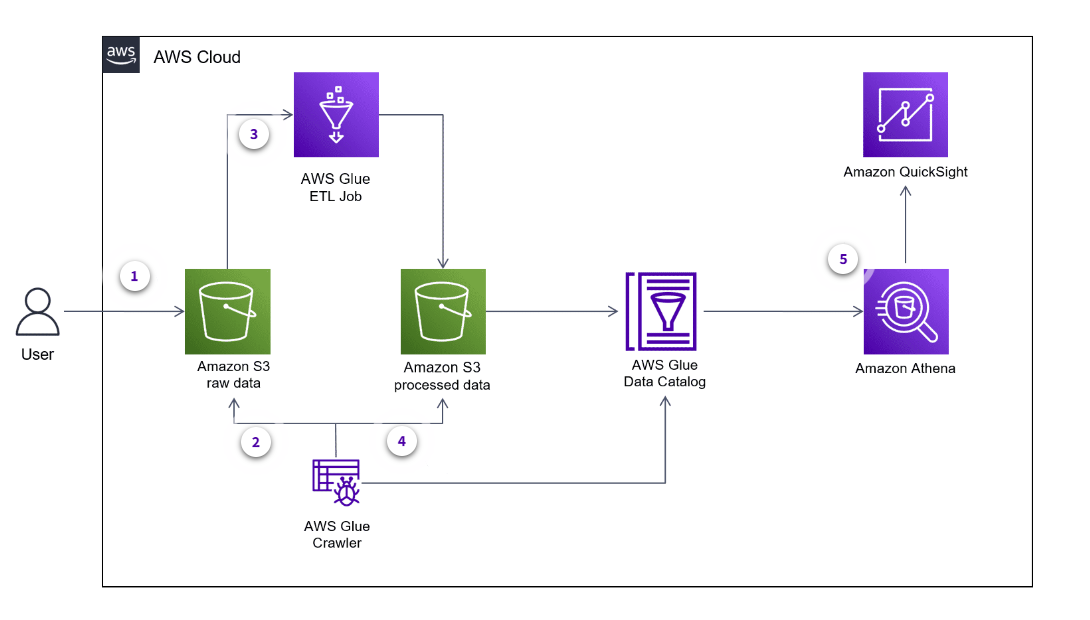 aws
AWS Cloud
3
AWS Glue
ETL Job
Amazon QuickSight
1
5
User
Amazon S3
raw data
Amazon S3
processed data
AWS Glue
Data Catalog
Amazon Athena
2
4
AWS Glue
Crawler